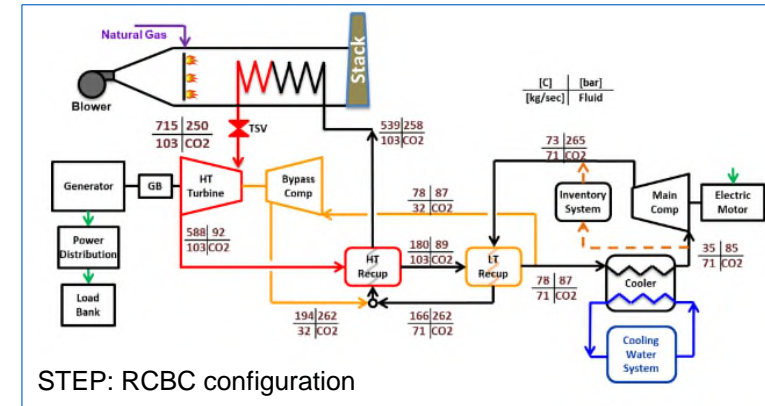 Natural Gas
Blower
Stack
[C] [bar]
[kg/sec] Fluid
715 250
103 CO2
TSV
539 258
103 CO2
73 265
71 CO2
Generator
GB
HT
Turbine
Bypass
Comp
78 87
32 CO2
Inventory
System
Main
Comp
Electric
Motor
Power
Distribution
588 92
103 CO2
HT
Recup
180 89
103 CO2
LT
Recup
78 87
71 CO2
35 85
71 CO2
Cooler
Load
Bank
194 262
32 CO2
166 262
71 CO2
Cooling
Water
System
STEP: RCBC configuration